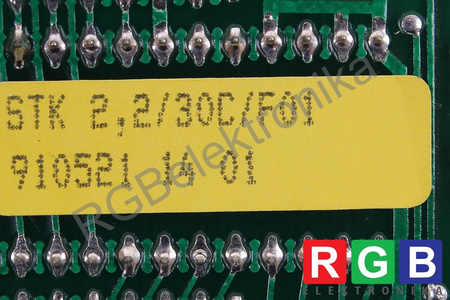 STK 2,2/30C/F01
910521 16 01
RGBelektronika
RGB
ELEKTRONIKA